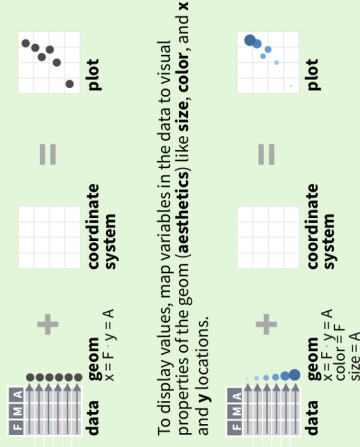 F M A
data
geom
x = F · y = A
coordinate
system
plot
To display values, map variables in the data to visual
properties of the geom (aesthetics) like size, color, and x
and y locations.
F M A
data
geom
x = F · y = A
color = F
size = A
coordinate
system
plot